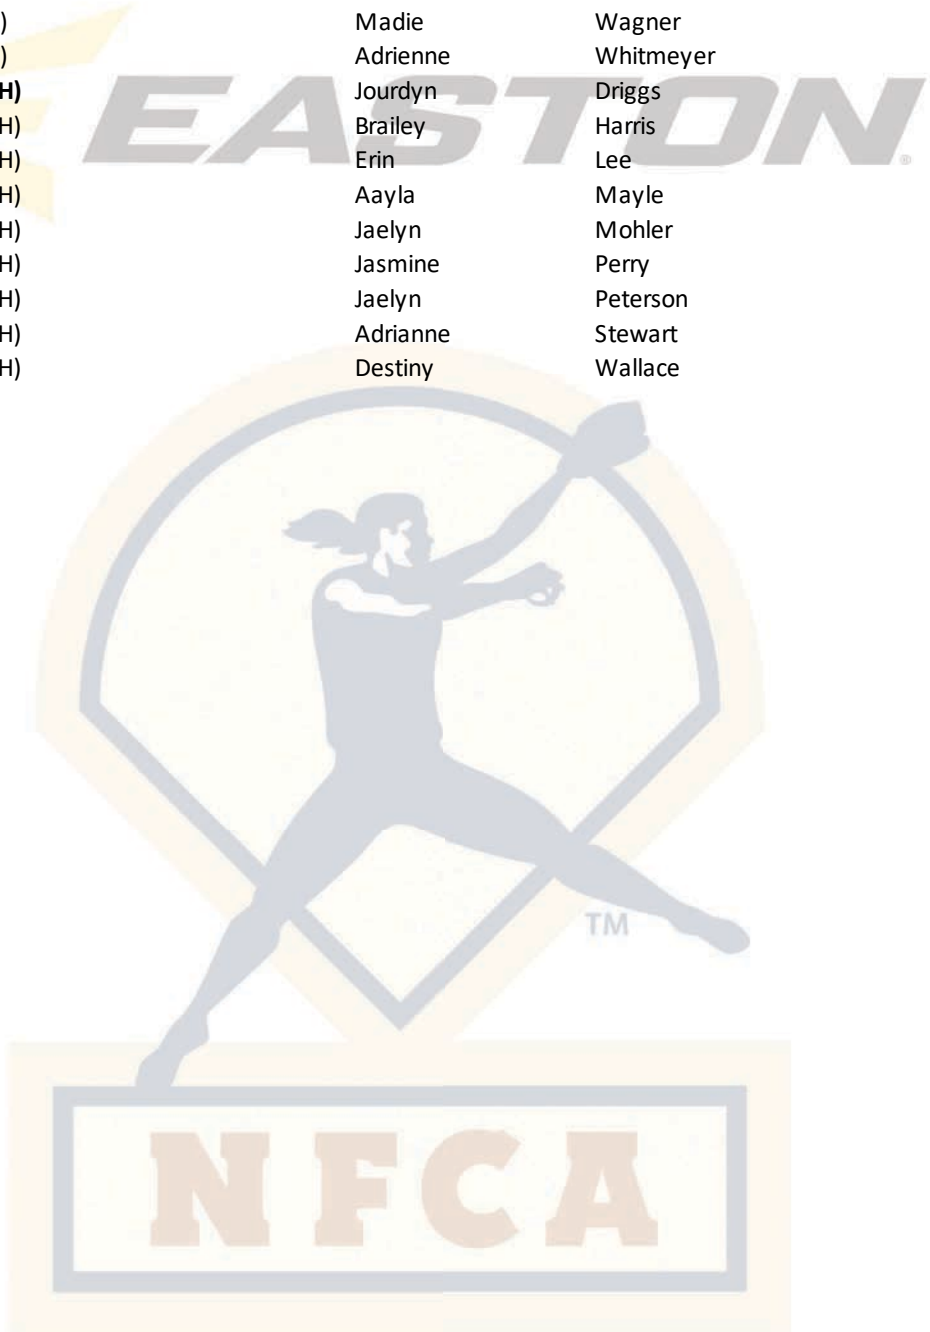 ) Madie Wagner
) Adrienne Whitmeyer
H) Jourdyn Driggs
H) Brailey Harris
H) Erin Lee
H) Aayla Mayle
H) Jaelyn Mohler
H) Jasmine Perry
H) Jaelyn Peterson
H) Adrianne Stewart
H) Destiny Wallace
EASTON®
TM
NFCA